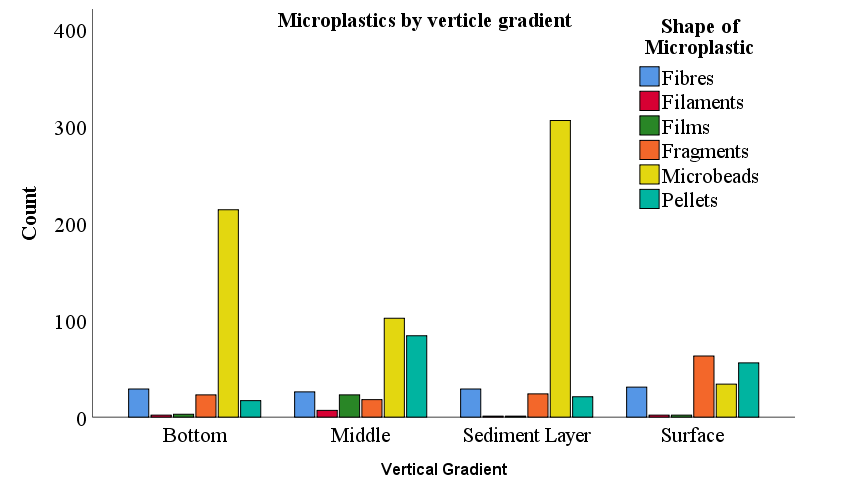 Microplastics by verticle gradient
Shape of
Microplastic
Fibres
Filaments
Films
Fragments
Microbeads
Pellets
Count
400
300
200
100
0
Bottom
Middle
Sediment Layer
Surface
Vertical Gradient